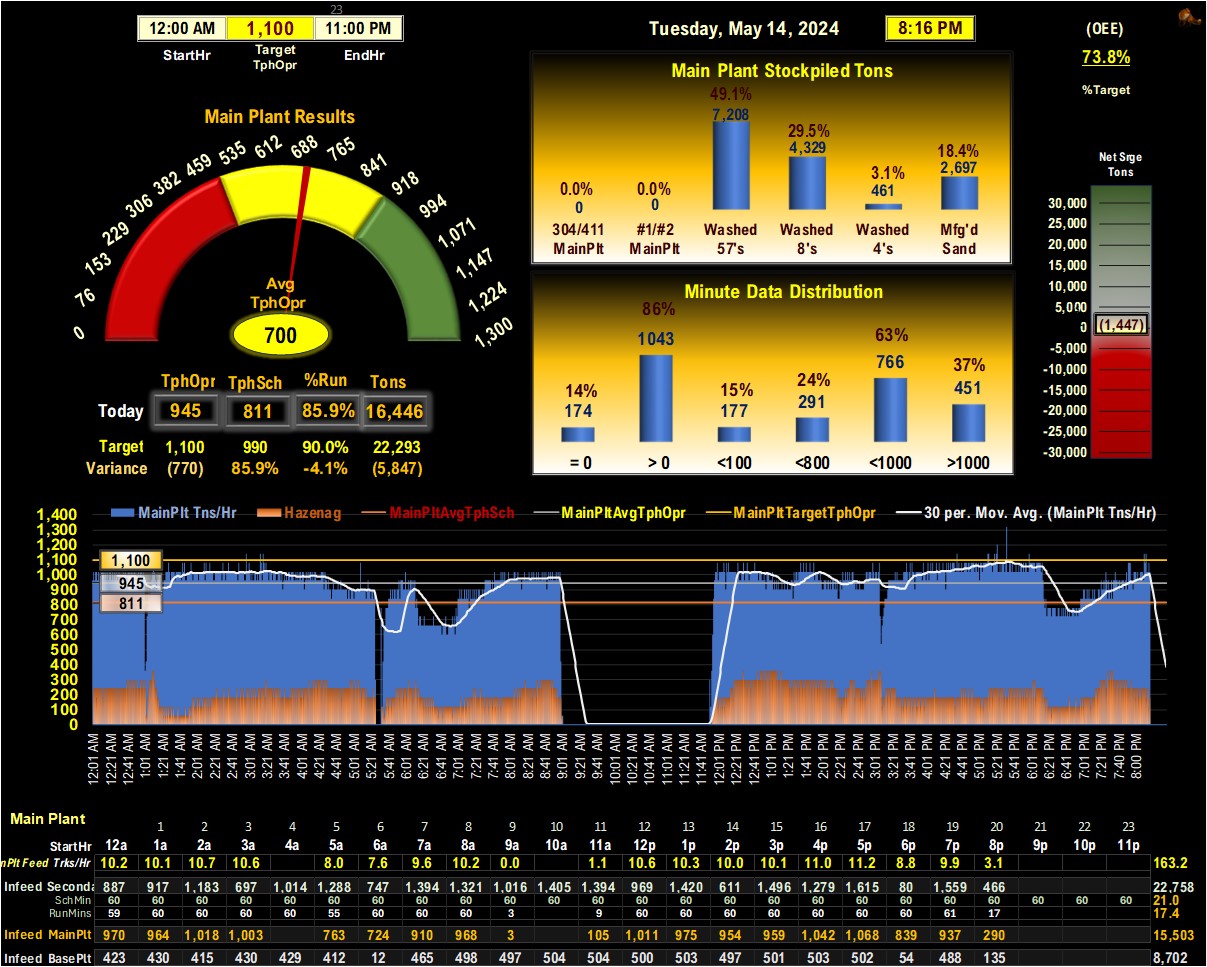 23
12:00 AM 1,100 11:00 PM
StartHr Target TphOpr EndHr
Tuesday, May 14, 2024 8:16 PM
(OEE)
73.8%
%Target
Main Plant Results
0 76 153 229 306 382 459 535 612 688 765 841 918 994 1,071 1,147 1,224 1,300
Avg
TphOpr
700
TphOpr TphSch %Run Tons
Today 945 811 85.9% 16,446
Target 1,100 990 90.0% 22,293
Variance (770) 85.9% -4.1% (5,847)
Main Plant Stockpiled Tons
0.0% 0.0% 49.1% 29.5% 3.1% 18.4%
0 0 7,208 4,329 461 2,697
304/411 #1/#2 Washed Washed Washed Mfg'd
MainPlt MainPlt 57's 8's 4's Sand
Minute Data Distribution
14% 86% 15% 24% 63% 37%
174 1043 177 291 766 451
= 0 > 0 <100 <800 <1000 >1000
Net Srge
Tons
30,000
25,000
20,000
15,000
10,000
5,000
0
(1,447)
-5,000
-10,000
-15,000
-20,000
-25,000
-30,000
MainPlt Tns/Hr Hazenag MainPltAvgTphSch MainPltAvgTphOpr MainPltTargetTphOpr 30 per. Mov. Avg. (MainPlt Tns/Hr)
1,400
1,300
1,200
1,100
1,000
900
800
700
600
500
400
300
200
100
0
1,100
945
811
12:01 AM 12:21 AM 12:41 AM 1:01 AM 1:21 AM 1:41 AM 2:01 AM 2:21 AM 2:41 AM 3:01 AM 3:21 AM 3:41 AM 4:01 AM 4:21 AM 4:41 AM 5:01 AM 5:21 AM 5:41 AM 6:01 AM 6:21 AM 6:41 AM 7:01 AM 7:21 AM 7:41 AM 8:01 AM 8:21 AM 8:41 AM 9:01 AM 9:21 AM 9:41 AM 10:01 AM 10:21 AM 10:41 AM 11:01 AM 11:21 AM 11:41 AM 12:01 PM 12:21 PM 12:41 PM 1:01 PM 1:21 PM 1:41 PM 2:01 PM 2:21 PM 2:41 PM 3:01 PM 3:21 PM 3:41 PM 4:01 PM 4:21 PM 4:41 PM 5:01 PM 5:21 PM 5:41 PM 6:01 PM 6:21 PM 6:41 PM 7:01 PM 7:21 PM 7:40 PM 8:00 PM
Main Plant
1 2 3 4 5 6 7 8 9 10 11 12 13 14 15 16 17 18 19 20 21 22 23
StartHr 12a 1a 2a 3a 4a 5a 6a 7a 8a 9a 10a 11a 12p 1p 2p 3p 4p 5p 6p 7p 8p 9p 10p 11p
nPlt Feed Trks/Hr 10.2 10.1 10.7 10.6 8.0 7.6 9.6 10.2 0.0 1.1 10.6 10.3 10.0 10.1 11.0 11.2 8.8 9.9 3.1 163.2
Infeed Seconda 887 917 1,183 697 1,014 1,288 747 1,394 1,321 1,016 1,405 1,394 969 1,420 611 1,496 1,279 1,615 80 1,559 466 22,758
SchMin 60 60 60 60 60 60 60 60 60 60 60 60 60 60 60 60 60 60 60 60 60 60 60 60 21.0
RunMins 59 60 60 60 55 60 60 60 3 9 60 60 60 60 60 60 60 61 17 17.4
Infeed MainPlt 970 964 1,018 1,003 763 724 910 968 3 105 1,011 975 954 959 1,042 1,068 839 937 290 15,503
Infeed BasePlt 423 430 415 430 429 412 12 465 498 497 504 504 500 503 497 501 503 502 54 488 135 8,702